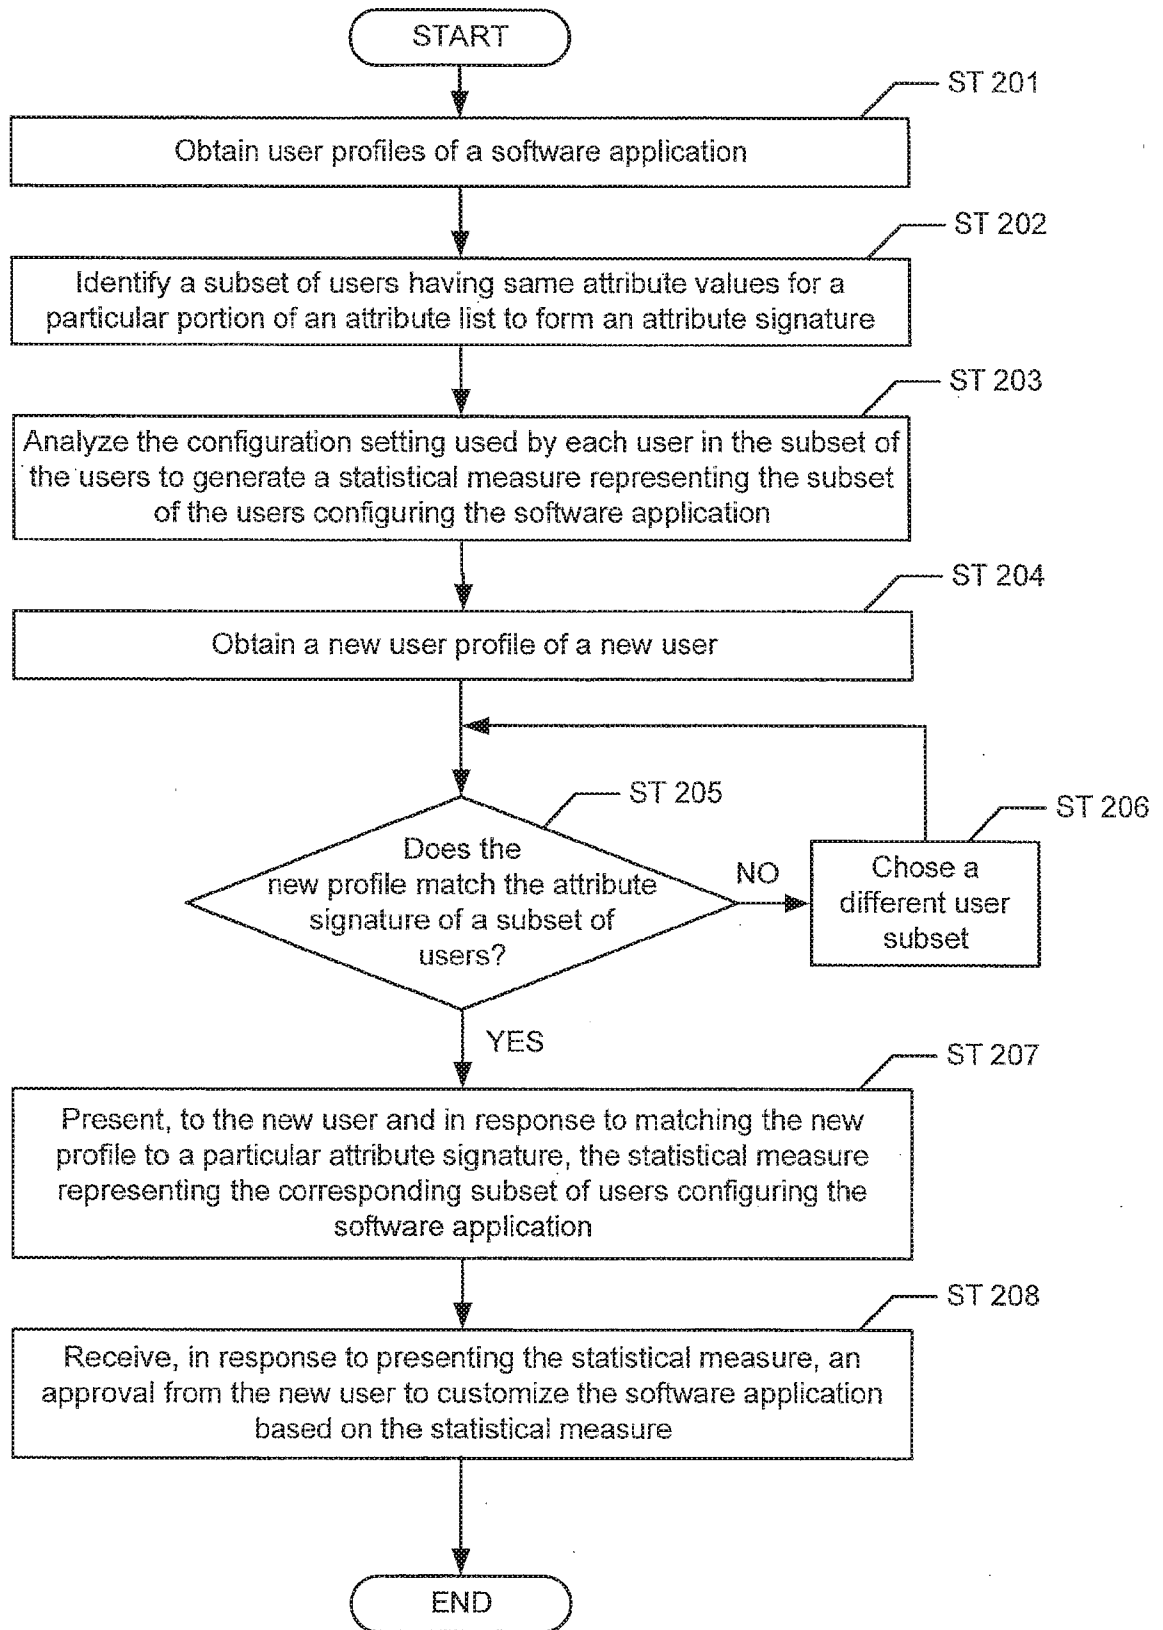 START
ST 201
Obtain user profiles of a software application
ST 202
Identify a subset of users having same attribute values for a
particular portion of an attribute list to form an attribute signature
ST 203
Analyze the configuration setting used by each user in the subset of
the users to generate a statistical measure representing the subset
of the users configuring the software application
ST 204
Obtain a new user profile of a new user
ST 205
Does the
new profile match the attribute
signature of a subset of
users?
NO
ST 206
Chose a
different user
subset
YES
ST 207
Present, to the new user and in response to matching the new
profile to a particular attribute signature, the statistical measure
representing the corresponding subset of users configuring the
software application
ST 208
Receive, in response to presenting the statistical measure, an
approval from the new user to customize the software application
based on the statistical measure
END